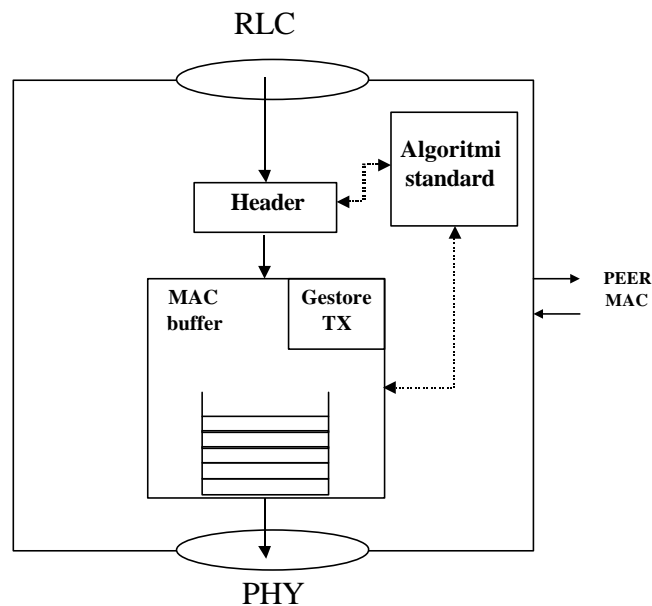 RLC
Algoritmi
standard
Header
MAC
buffer
Gestore
TX
PEER
MAC
PHY